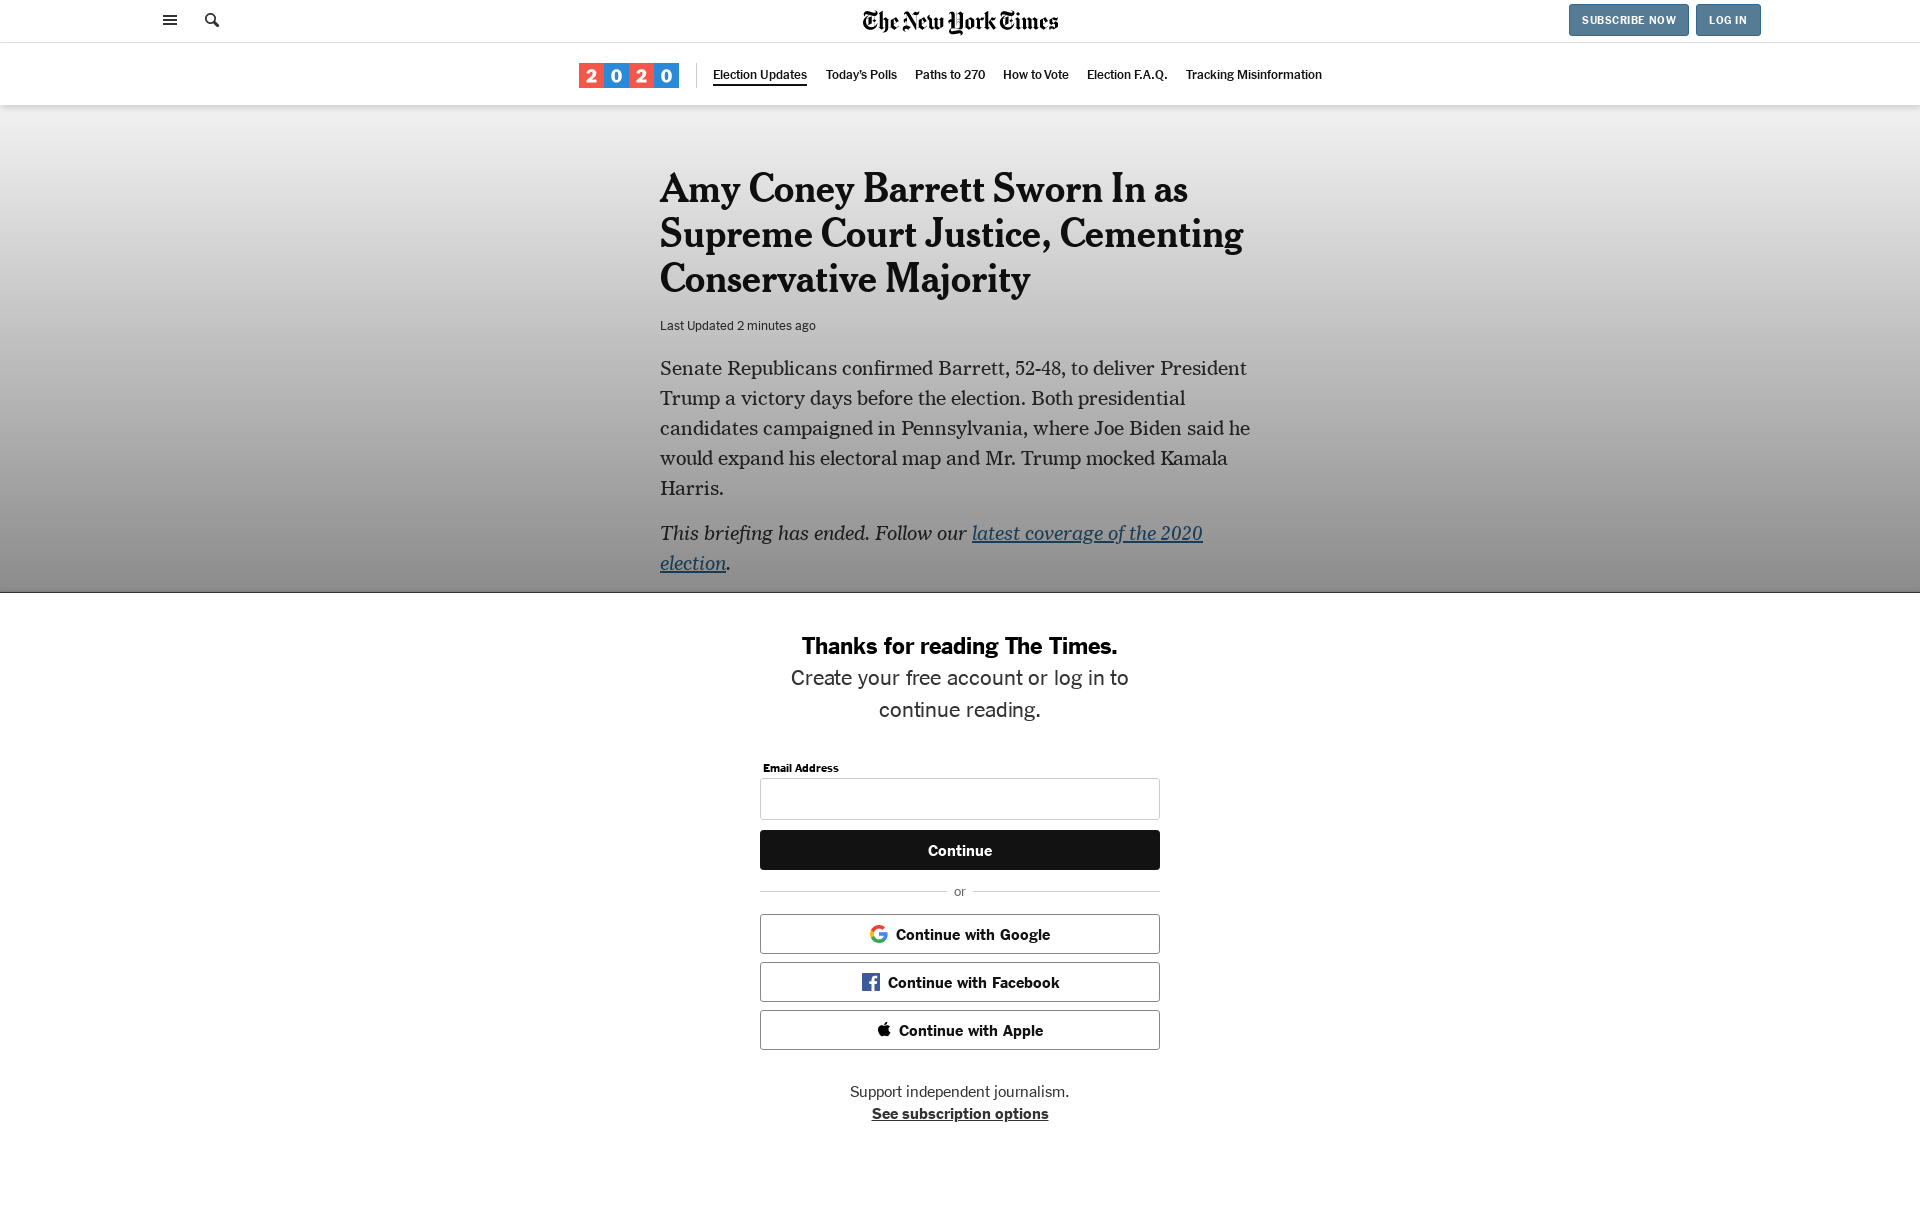 The New York Times
SUBSCRIBE NOW
LOG IN
2020
Election Updates
Today's Polls
Paths to 270
How to Vote
Election F.A.Q.
Tracking Misinformation
Amy Coney Barrett Sworn In as
Supreme Court Justice, Cementing
Conservative Majority
Last Updated 2 minutes ago
Senate Republicans confirmed Barrett, 52-48, to deliver President
Trump a victory days before the election. Both presidential
candidates campaigned in Pennsylvania, where Joe Biden said he
would expand his electoral map and Mr. Trump mocked Kamala
Harris.
This briefing has ended. Follow our latest coverage of the 2020
election.
Thanks for reading The Times.
Create your free account or log in to
continue reading.
Email Address
Continue
or
Continue with Google
Continue with Facebook
Continue with Apple
Support independent journalism.
See subscription options